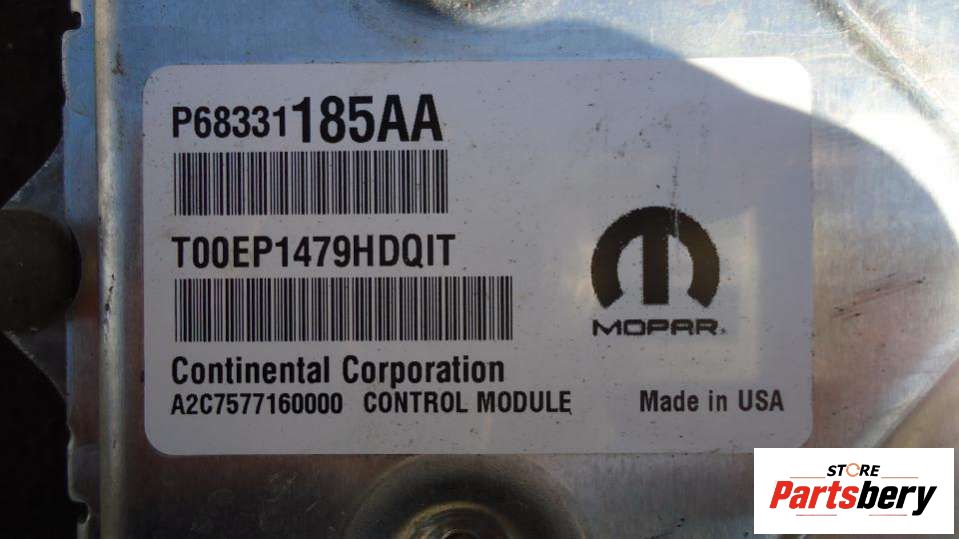 P68331185AA
T00EP1479HDQIT
MOPAR
Continental Corporation
A2C7577160000 CONTROL MODULE Made in USA
STORE
Partsbery